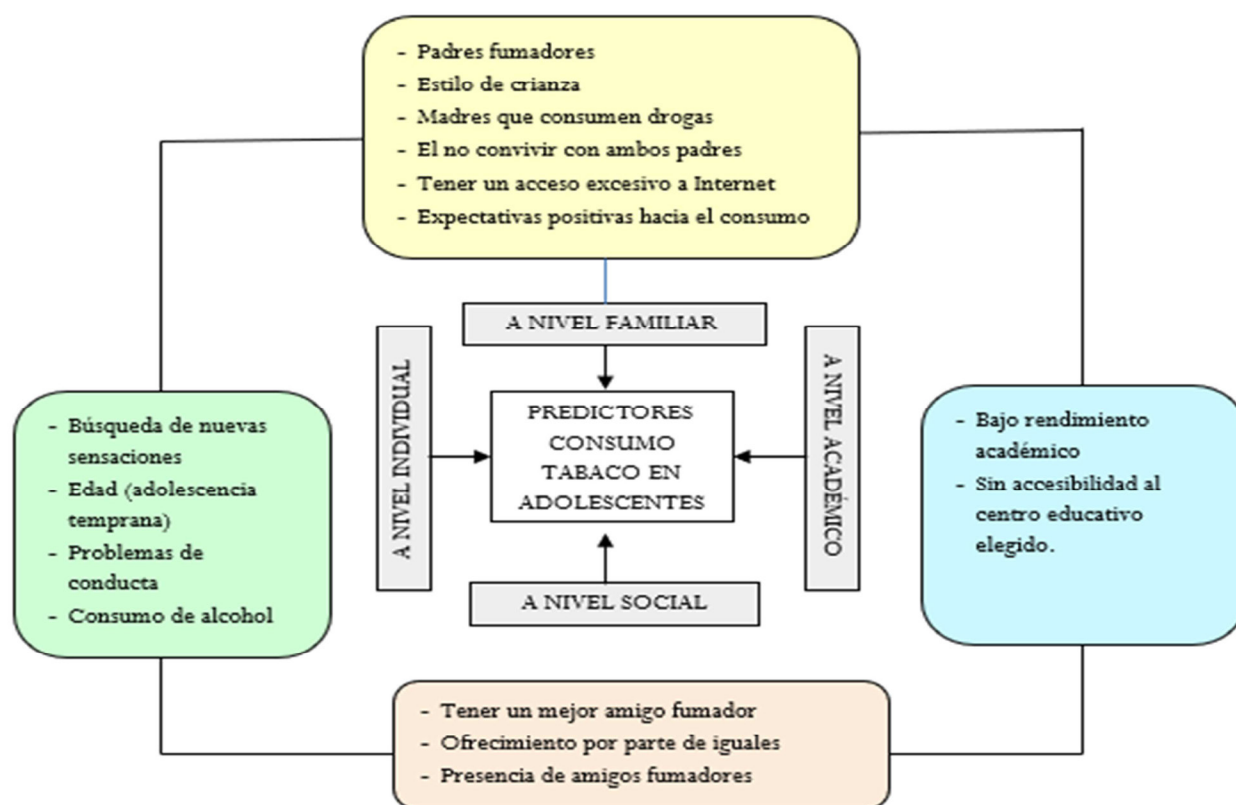 - Padres fumadores
- Estilo de crianza
- Madres que consumen drogas
- El no convivir con ambos padres
- Tener un acceso excesivo a Internet
- Expectativas positivas hacia el consumo
A NIVEL FAMILIAR
A NIVEL INDIVIDUAL
PREDICTORES
CONSUMO
TABACO EN
ADOLESCENTES
A NIVEL ACADÉMICO
- Búsqueda de nuevas
sensaciones
- Edad (adolescencia
temprana)
- Problemas de
conducta
- Consumo de alcohol
- Bajo rendimiento
académico
- Sin accesibilidad al
centro educativo
elegido.
A NIVEL SOCIAL
- Tener un mejor amigo fumador
- Ofrecimiento por parte de iguales
- Presencia de amigos fumadores